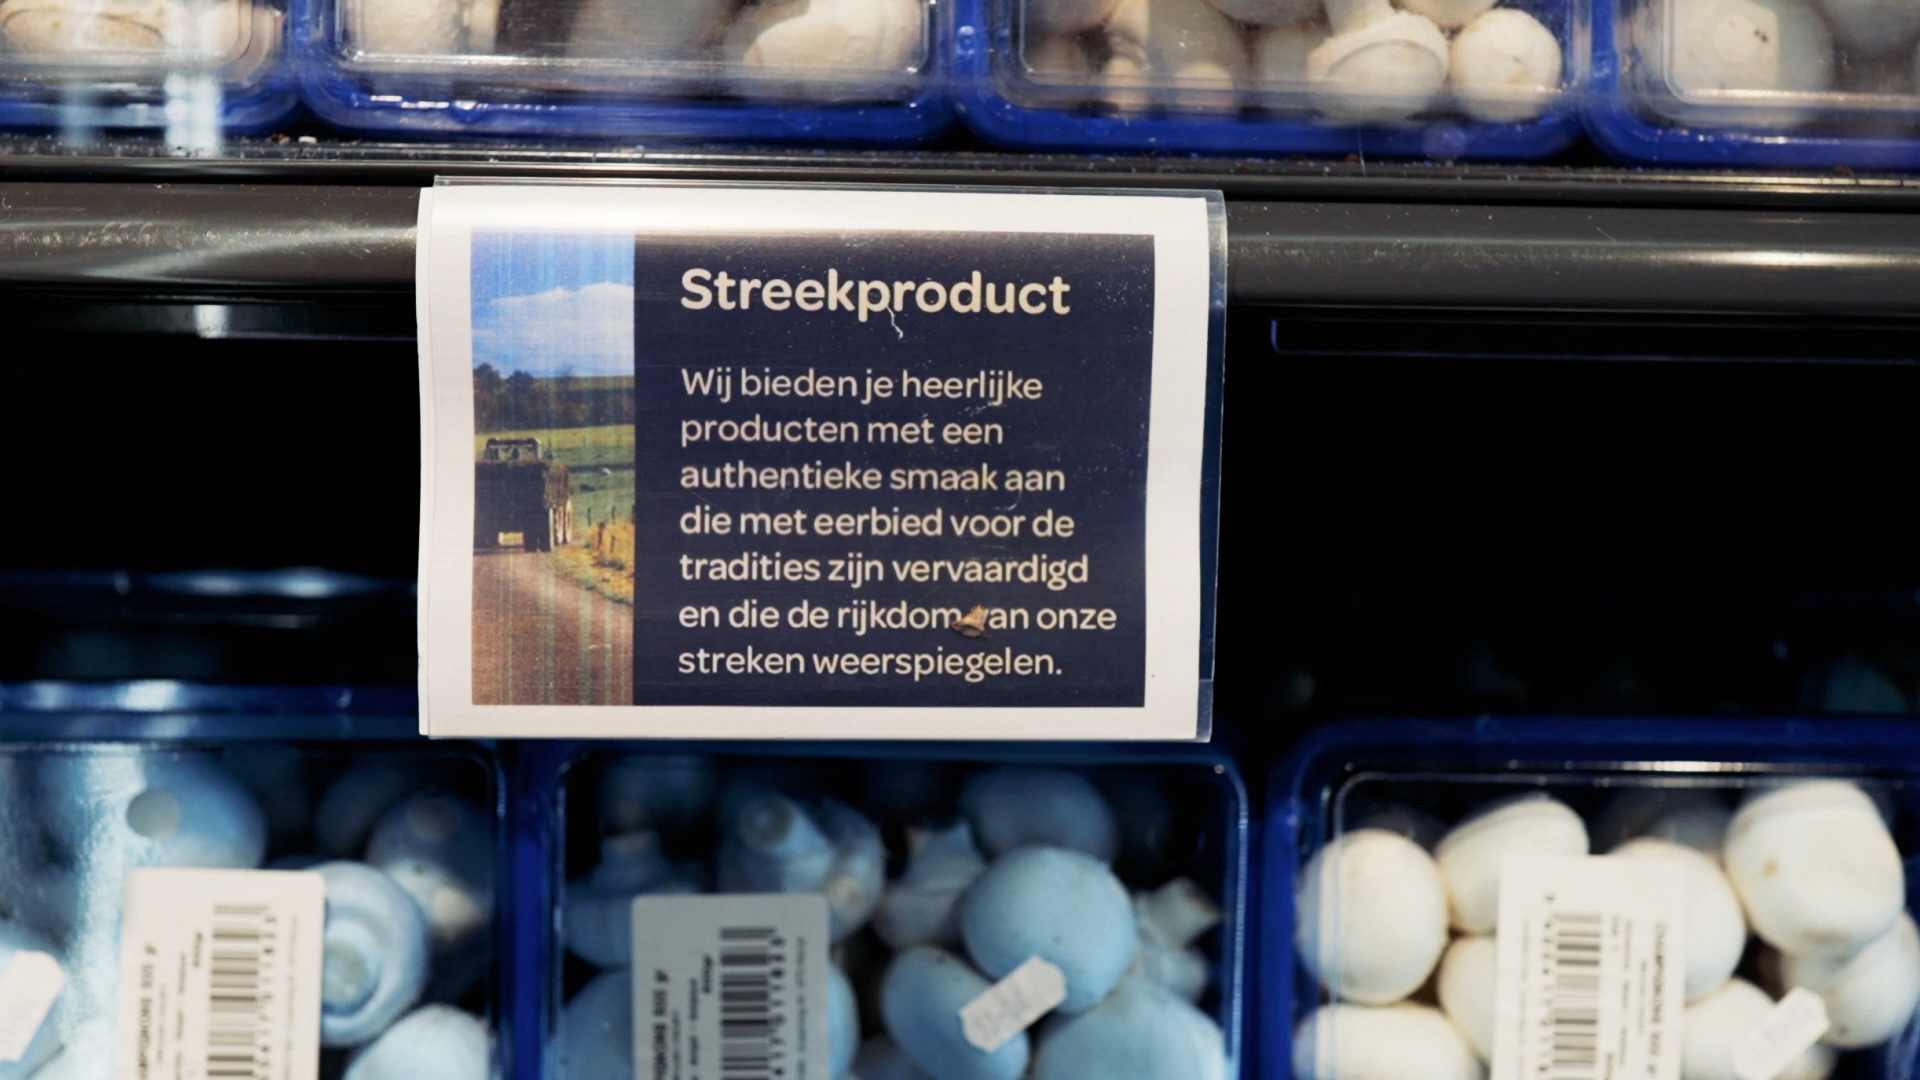 Streekproduct
Wij bieden je heerlijke
producten met een
authentieke smaak aan
die met eerbied voor de
tradities zijn vervaardigd
en die de rijkdom van onze
streken weerspiegelen.